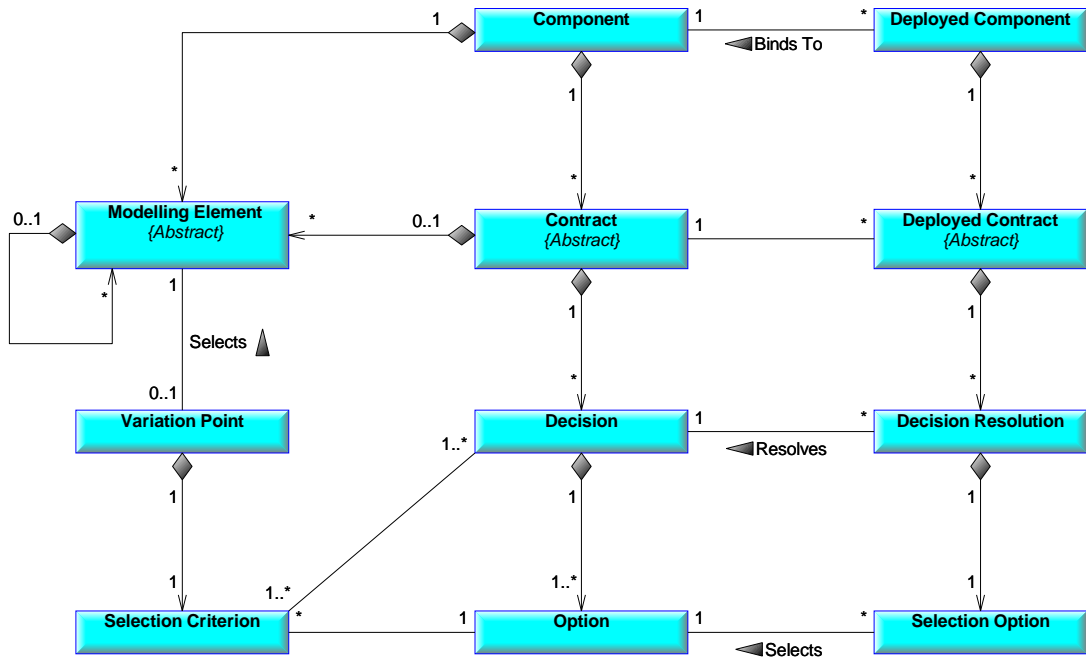 1
Component
1
*
Deployed Component
Binds To
1
1
*
*
*
0..1
Modelling Element
{Abstract}
*
0..1
Contract
{Abstract}
1
*
Deployed Contract
{Abstract}
*
1
1
1
Selects
0..1
*
*
Variation Point
Decision
1
*
Decision Resolution
1..*
Resolves
1
1
1
1
1..*
1..*
1
Selection Criterion
*
1
Option
1
*
Selection Option
Selects